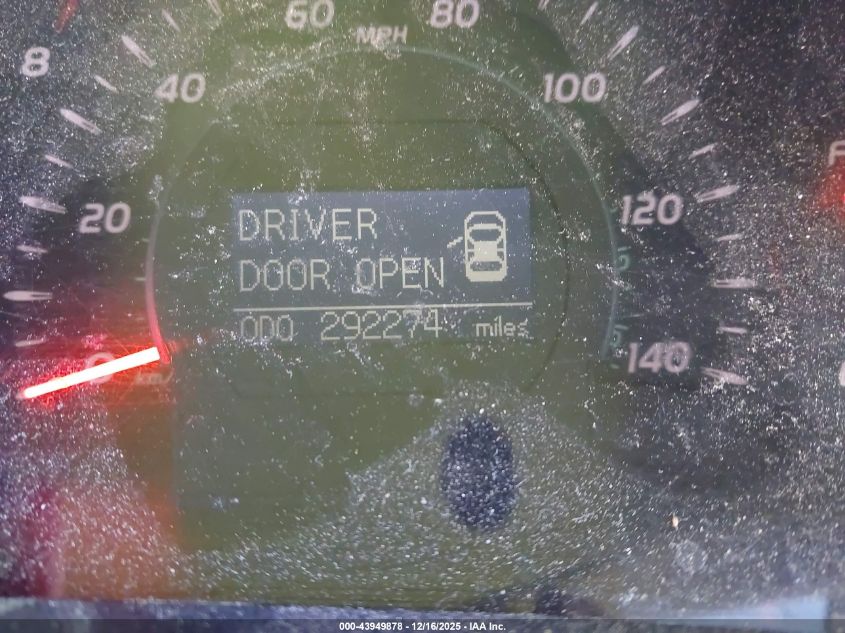 60 80
MPH
8 40 100
F
20 120
DRIVER
DOOR OPEN
ODO 292274 miles
0 140
000-43949878 - 12/16/2025 - IAA Inc.